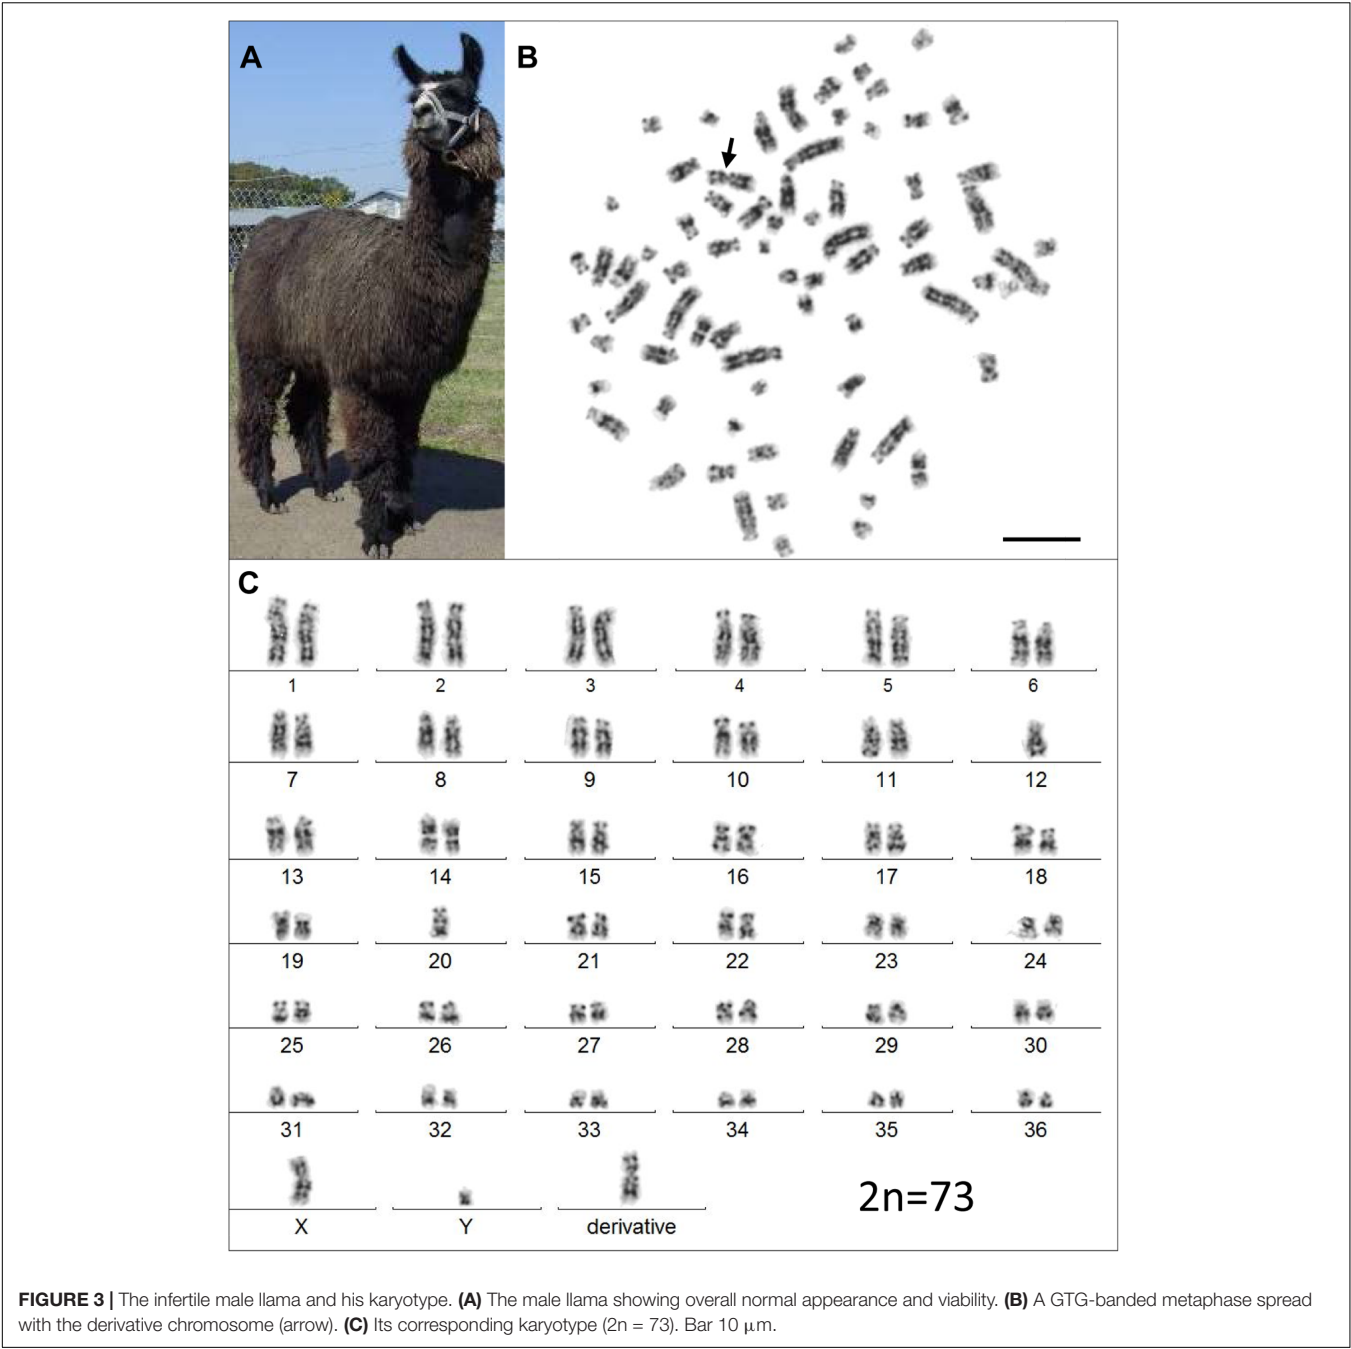 A
B
C
1 2 3 4 5 6
7 8 9 10 11 12
13 14 15 16 17 18
19 20 21 22 23 24
25 26 27 28 29 30
31 32 33 34 35 36
2n=73
X Y derivative
FIGURE 3 | The infertile male llama and his karyotype. (A) The male llama showing overall normal appearance and viability. (B) A GTG-banded metaphase spread
with the derivative chromosome (arrow). (C) Its corresponding karyotype (2n = 73). Bar 10 μm.